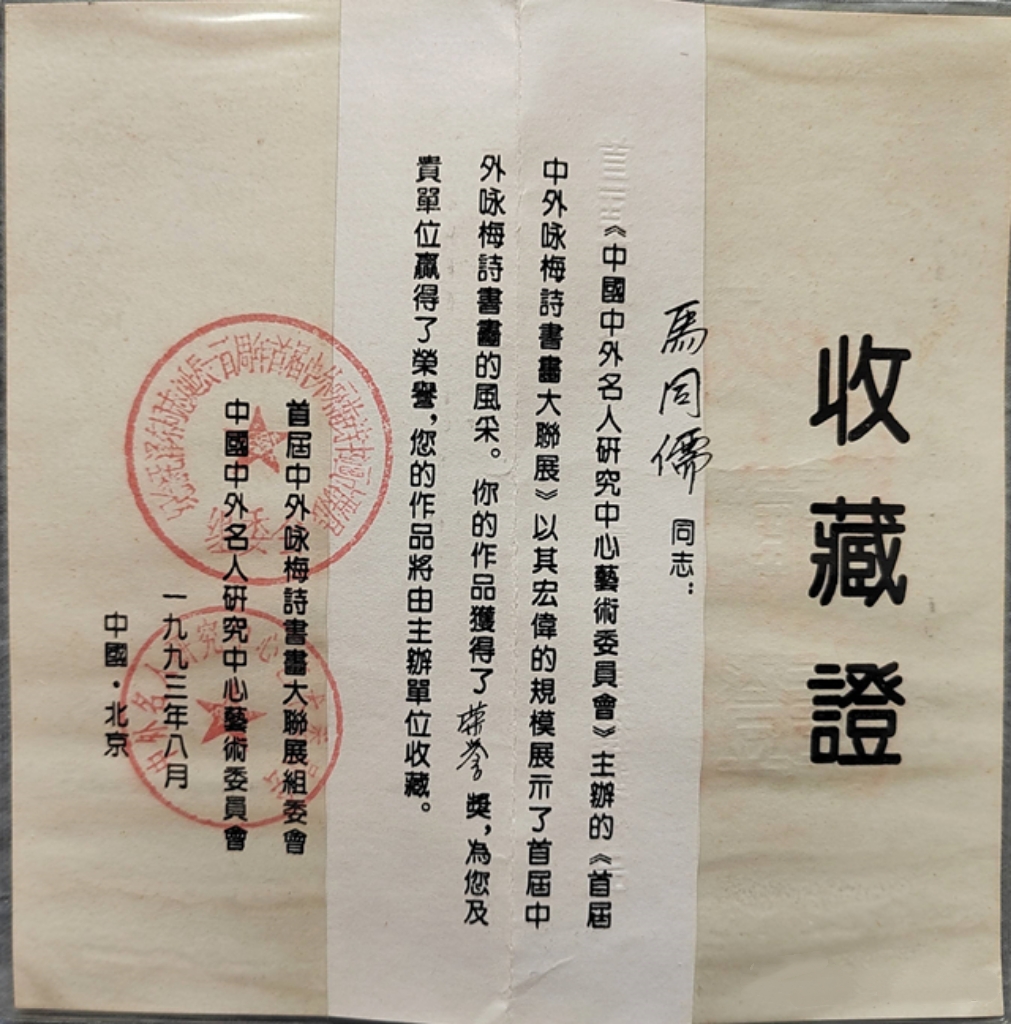 收藏證
馬同儒 同志：
《中國中外名人研究中心藝術委員會》主辦的《首屆
中外咏梅詩書畫大聯展》以其宏偉的規模展示了首屆中
外咏梅詩書畫的風采。你的作品獲得了榮誉獎，為您及
貴單位贏得了榮譽，您的作品將由主辦單位收藏。
首屆中外咏梅詩書畫大聯展組委會
中國中外名人研究中心藝術委員會
一九九三年八月
中國·北京